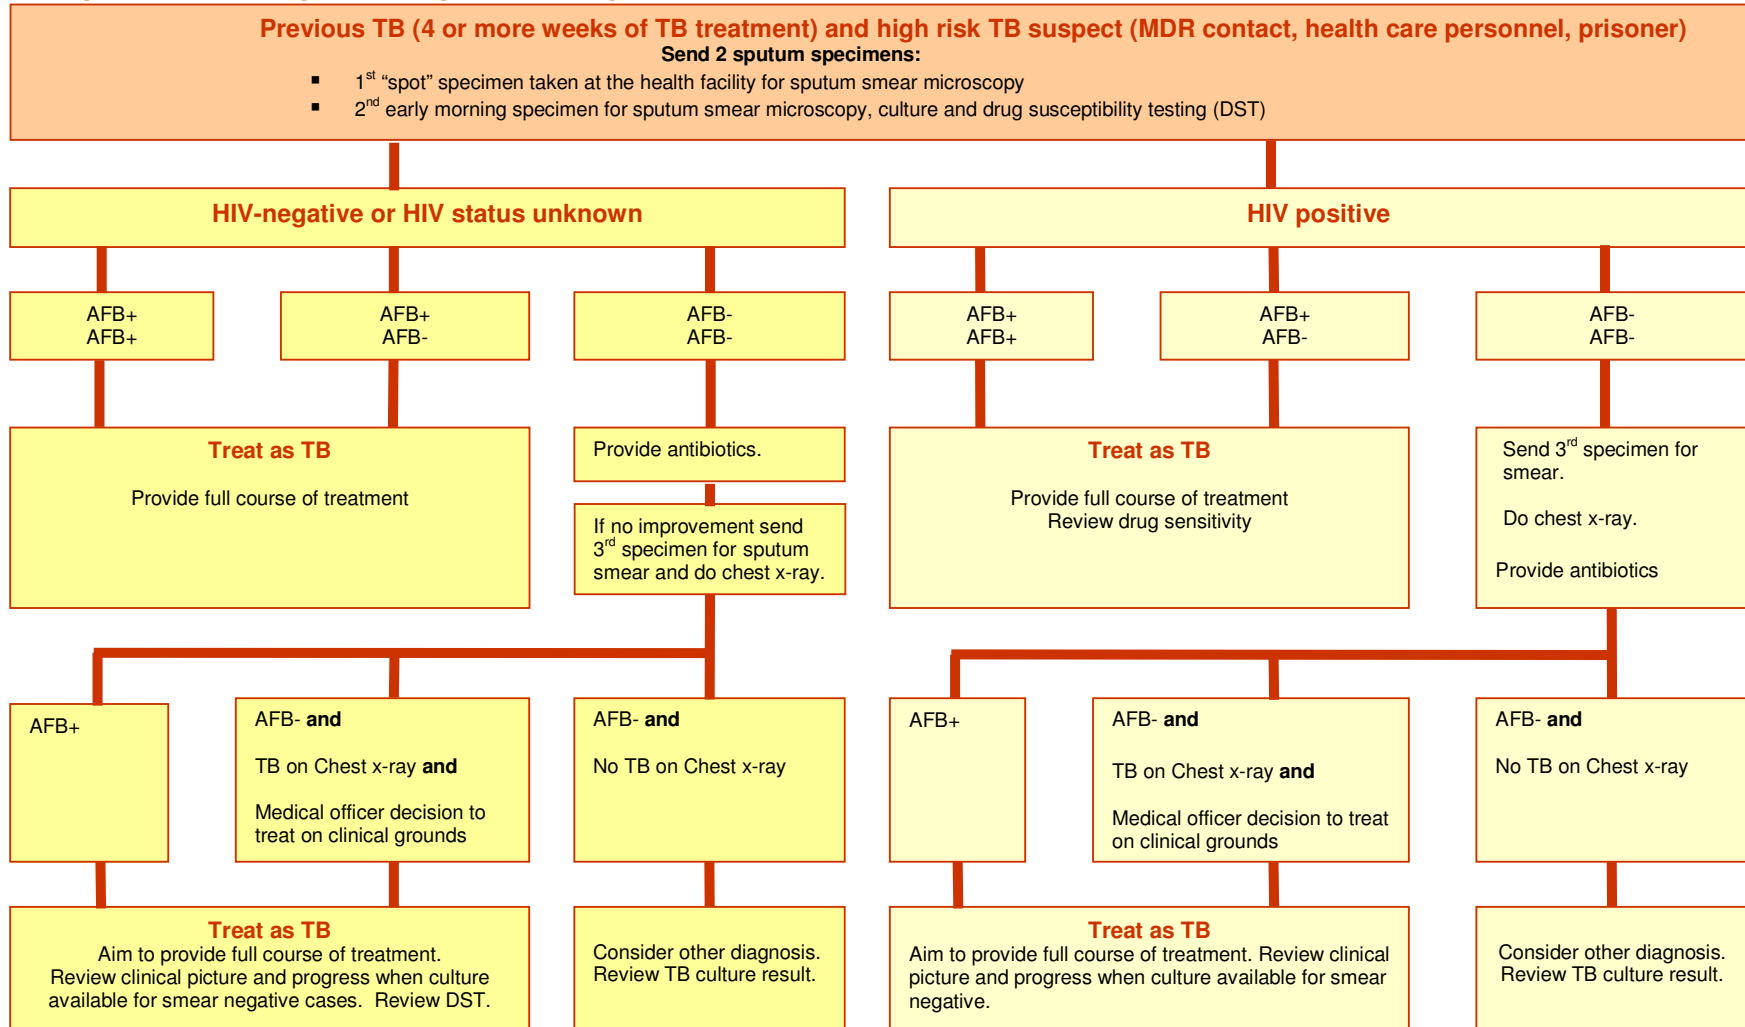 Previous TB (4 or more weeks of TB treatment) and high risk TB suspect (MDR contact, health care personnel, prisoner)
Send 2 sputum specimens:
▪ 1st “spot” specimen taken at the health facility for sputum smear microscopy
▪ 2nd early morning specimen for sputum smear microscopy, culture and drug susceptibility testing (DST)
HIV-negative or HIV status unknown
HIV positive
AFB+
AFB+
AFB+
AFB-
AFB-
AFB-
AFB+
AFB+
AFB+
AFB-
AFB-
AFB-
Treat as TB
Provide full course of treatment
Provide antibiotics.
If no improvement send
3rd specimen for sputum
smear and do chest x-ray.
Treat as TB
Provide full course of treatment
Review drug sensitivity
Send 3rd specimen for
smear.
Do chest x-ray.
Provide antibiotics
AFB+
AFB- and
TB on Chest x-ray and
Medical officer decision to
treat on clinical grounds
AFB- and
No TB on Chest x-ray
AFB+
AFB- and
TB on Chest x-ray and
Medical officer decision to treat
on clinical grounds
AFB- and
No TB on Chest x-ray
Treat as TB
Aim to provide full course of treatment.
Review clinical picture and progress when culture
available for smear negative cases.  Review DST.
Consider other diagnosis.
Review TB culture result.
Treat as TB
Aim to provide full course of treatment. Review clinical
picture and progress when culture available for smear
negative.
Consider other diagnosis.
Review TB culture result.